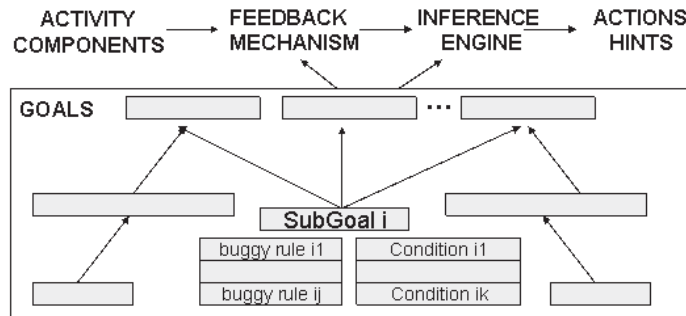 ACTIVITY COMPONENTS
FEEDBACK MECHANISM
INFERENCE ENGINE
ACTIONS HINTS
GOALS
...
SubGoal i
buggy rule i1
Condition i1
buggy rule ij
Condition ik